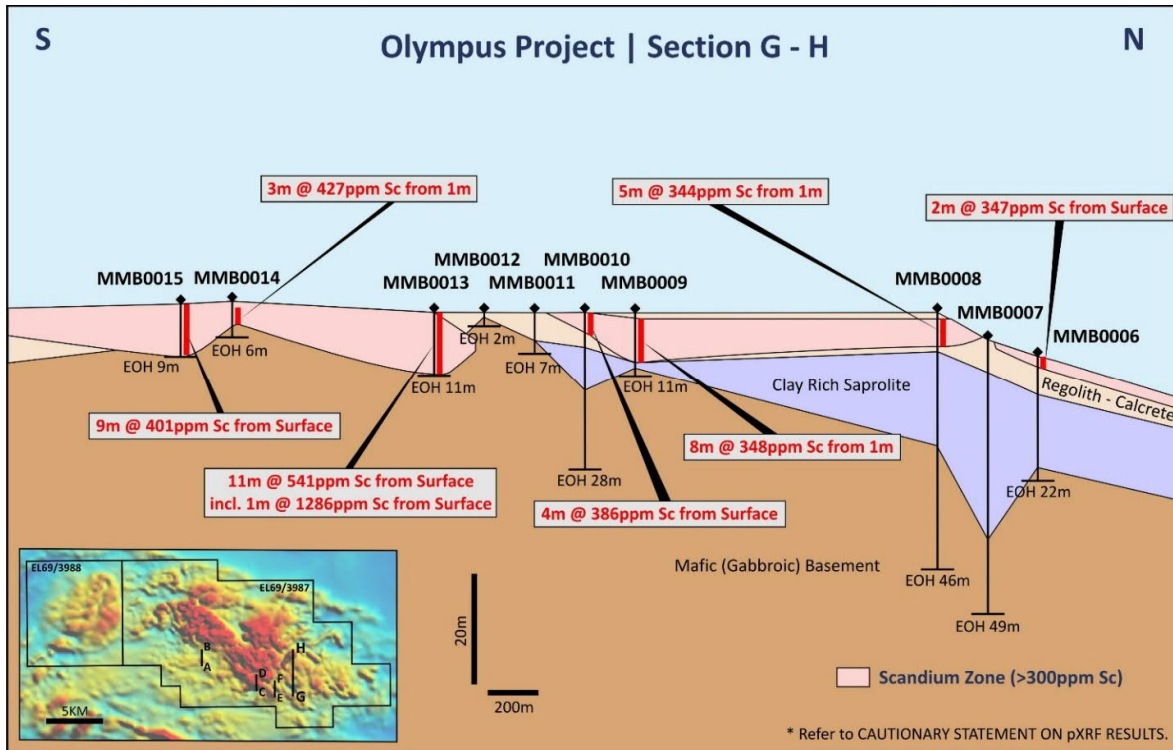 S
Olympus Project | Section G - H
N
3m @ 427ppm Sc from 1m
5m @ 344ppm Sc from 1m
2m @ 347ppm Sc from Surface
MMB0015
MMB0014
MMB0013
MMB0012
MMB0011
MMB0010
MMB0009
MMB0008
MMB0007
MMB0006
EOH 9m
EOH 6m
EOH 11m
EOH 2m
EOH 7m
EOH 28m
EOH 11m
EOH 46m
EOH 49m
EOH 22m
Clay Rich Saprolite
Regolith - Calcrete
9m @ 401ppm Sc from Surface
11m @ 541ppm Sc from Surface
incl. 1m @ 1286ppm Sc from Surface
4m @ 386ppm Sc from Surface
8m @ 348ppm Sc from 1m
Mafic (Gabbroic) Basement
EL69/3988
EL69/3987
B
A
D
C
F
E
H
G
5KM
20m
200m
Scandium Zone (>300ppm Sc)
* Refer to CAUTIONARY STATEMENT ON pXRF RESULTS.